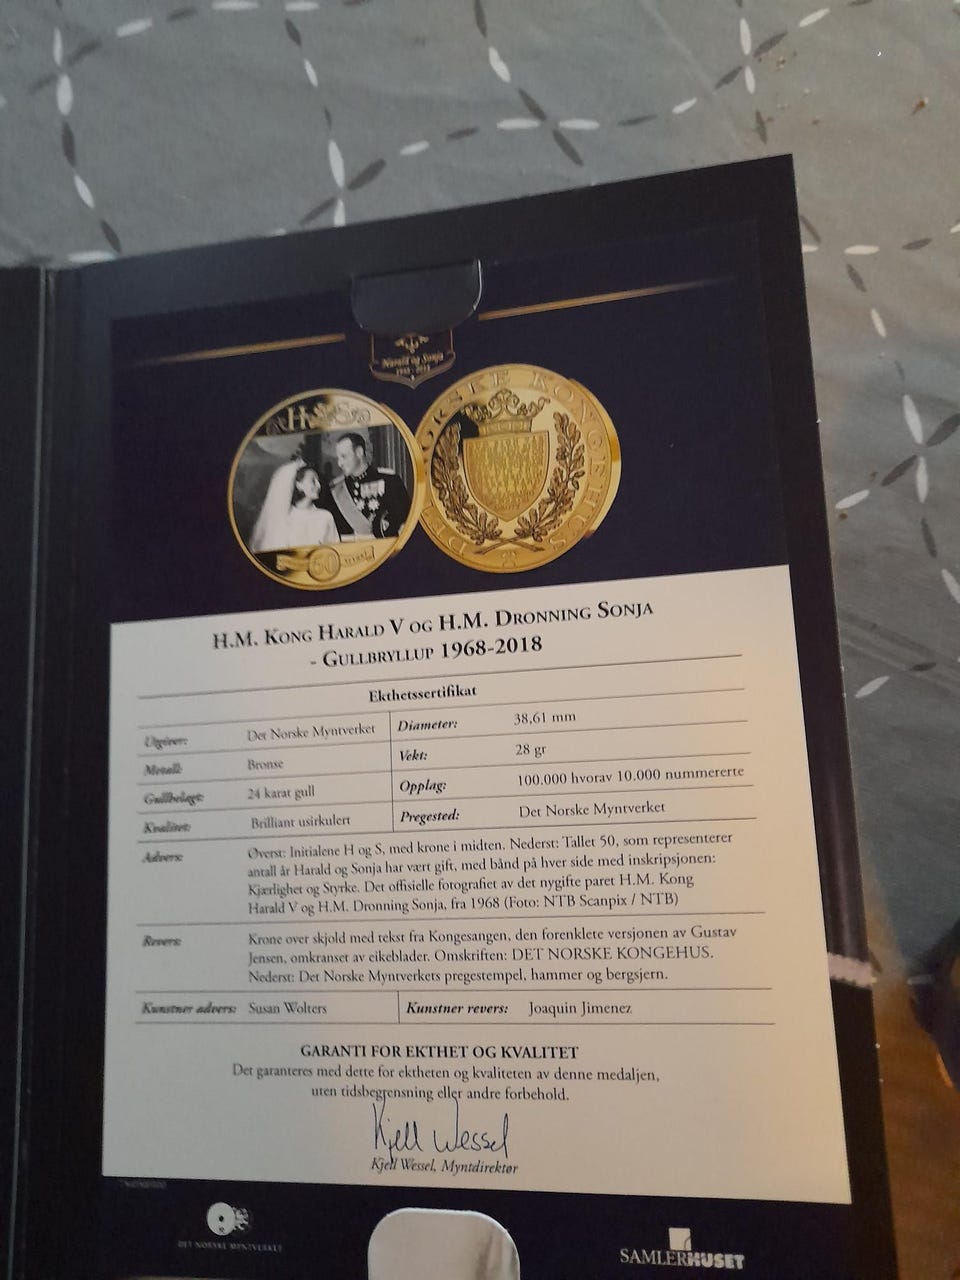 H S
Harald og Sonja
1968 - 2018
50
DET NORSKE KONGEHUS
H.M. KONG HARALD V OG H.M. DRONNING SONJA
- GULLBRYLLUP 1968-2018
Ekthetssertifikat
Utgiver: Det Norske Myntverket Diameter: 38,61 mm
Metall: Bronse Vekt: 28 gr
Gullbelagt: 24 karat gull Opplag: 100.000 hvorav 10.000 nummererte
Kvalitet: Brilliant usirkulert Pregested: Det Norske Myntverket
Advers: Øverst: Initialene H og S, med krone i midten. Nederst: Tallet 50, som representerer
antall år Harald og Sonja har vært gift, med bånd på hver side med inskripsjonen:
Kjærlighet og Styrke. Det offisielle fotografiet av det nygifte paret H.M. Kong
Harald V og H.M. Dronning Sonja, fra 1968 (Foto: NTB Scanpix / NTB)
Revers: Krone over skjold med tekst fra Kongesangen, den forenklete versjonen av Gustav
Jensen, omkranset av eikeblader. Omskriften: DET NORSKE KONGEHUS.
Nederst: Det Norske Myntverkets pregestempel, hammer og bergsjern.
Kunstner advers: Susan Wolters Kunstner revers: Joaquin Jimenez
GARANTI FOR EKTHET OG KVALITET
Det garanteres med dette for ektheten og kvaliteten av denne medaljen,
uten tidsbegrensning eller andre forbehold.
Kjell Wessel
Kjell Wessel, Myntdirektør
DET NORSKE MYNTVERKET
SAMLERHUSET